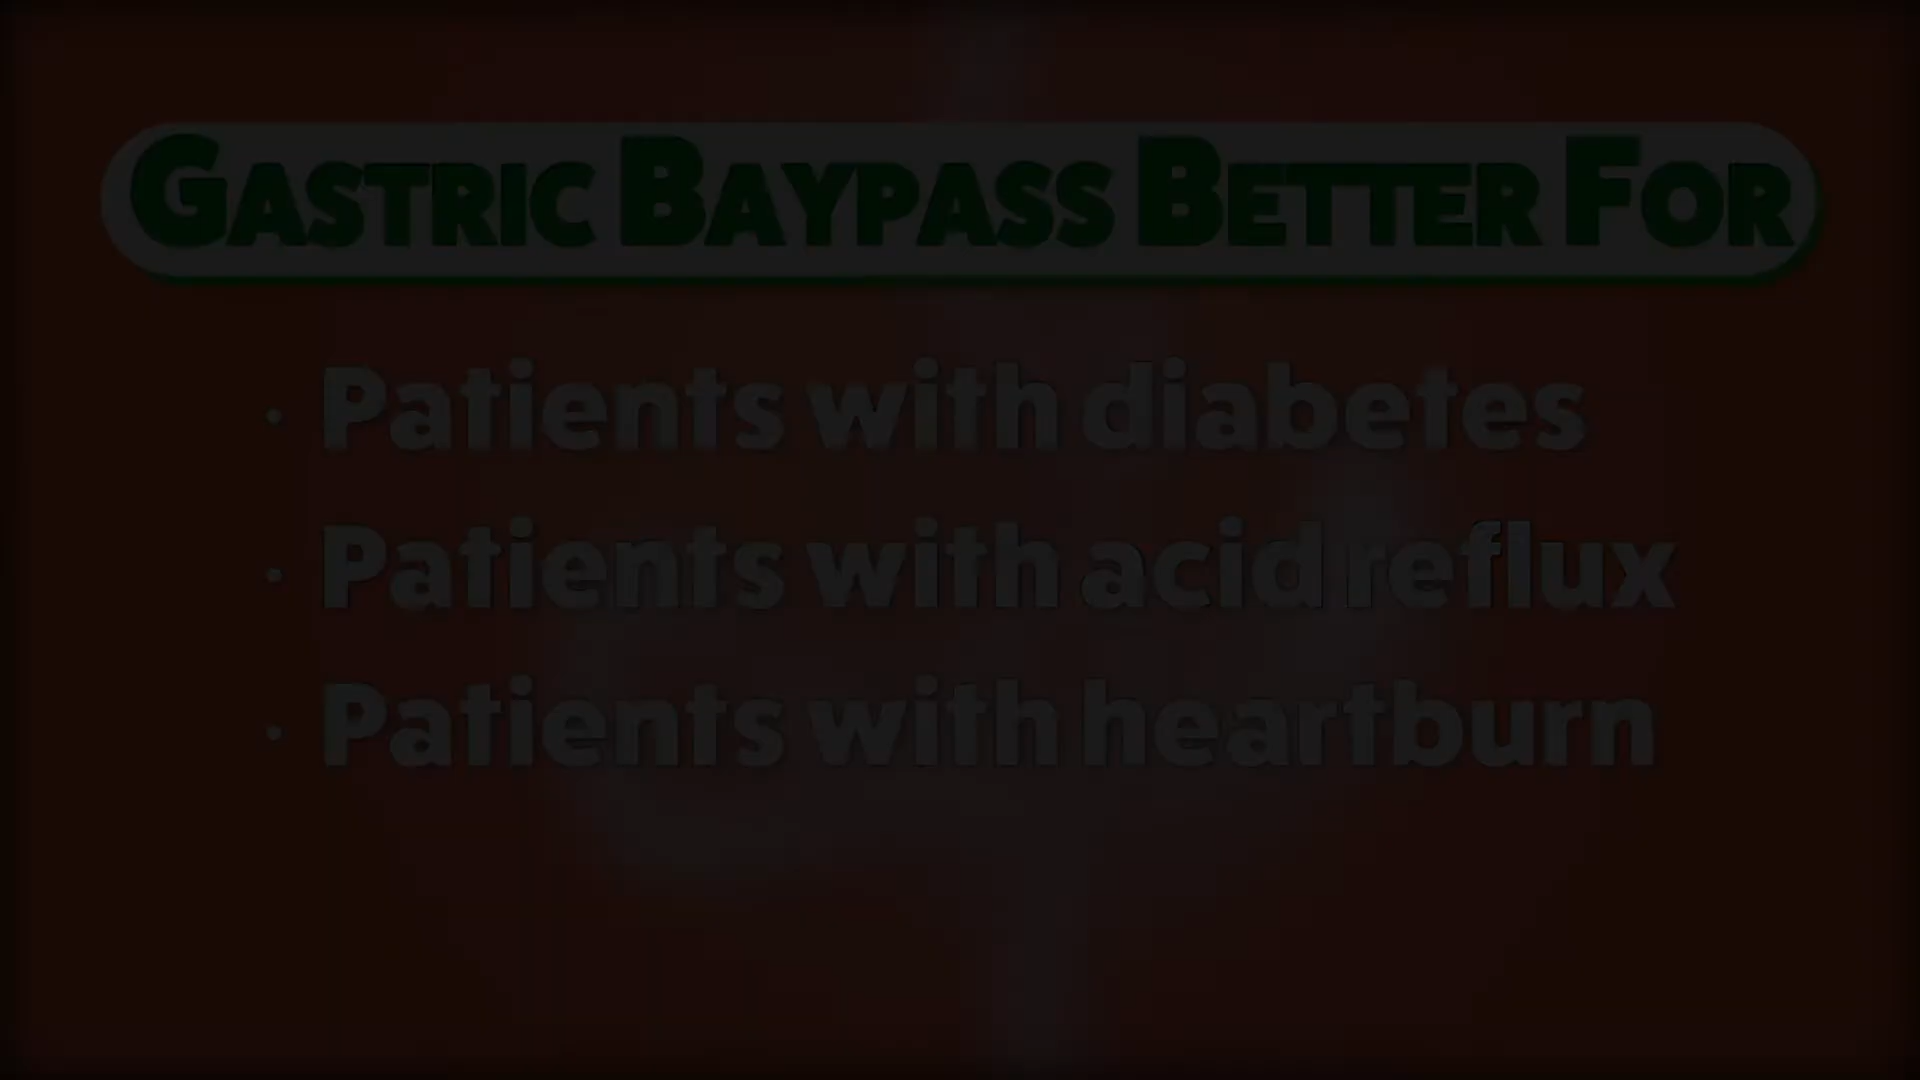 Gastric Baypass Better For
• Patients with diabetes
• Patients with acid reflux
• Patients with heartburn